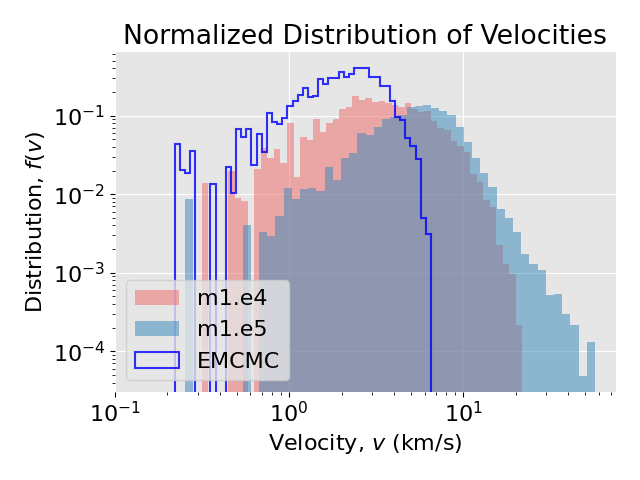 Normalized Distribution of Velocities
Distribution, f(v)
10⁻¹
10⁻²
10⁻³
10⁻⁴
m1.e4
m1.e5
EMCMC
10⁻¹ 10⁰ 10¹
Velocity, v (km/s)